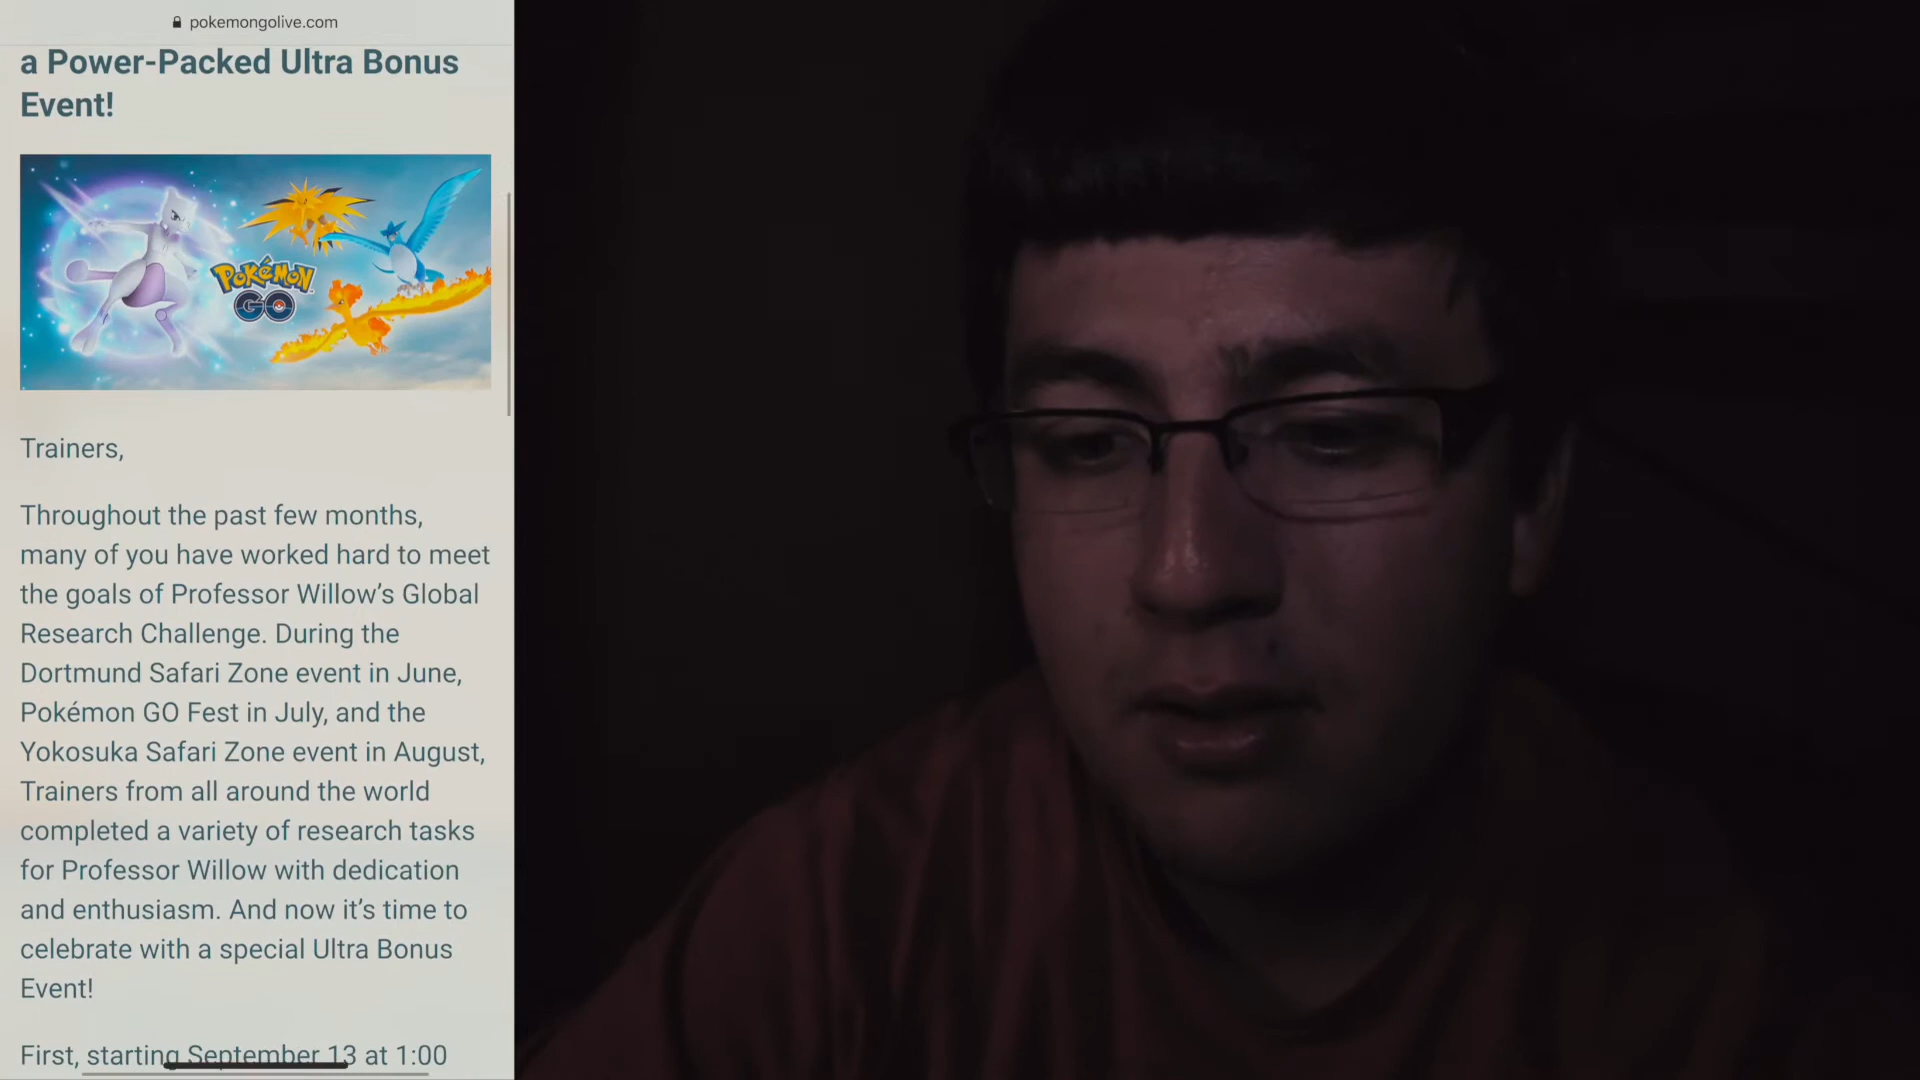 pokemongolive.com
a Power-Packed Ultra Bonus
Event!
POKéMON
GO
Trainers,
Throughout the past few months,
many of you have worked hard to meet
the goals of Professor Willow’s Global
Research Challenge. During the
Dortmund Safari Zone event in June,
Pokémon GO Fest in July, and the
Yokosuka Safari Zone event in August,
Trainers from all around the world
completed a variety of research tasks
for Professor Willow with dedication
and enthusiasm. And now it’s time to
celebrate with a special Ultra Bonus
Event!
First, starting September 13 at 1:00